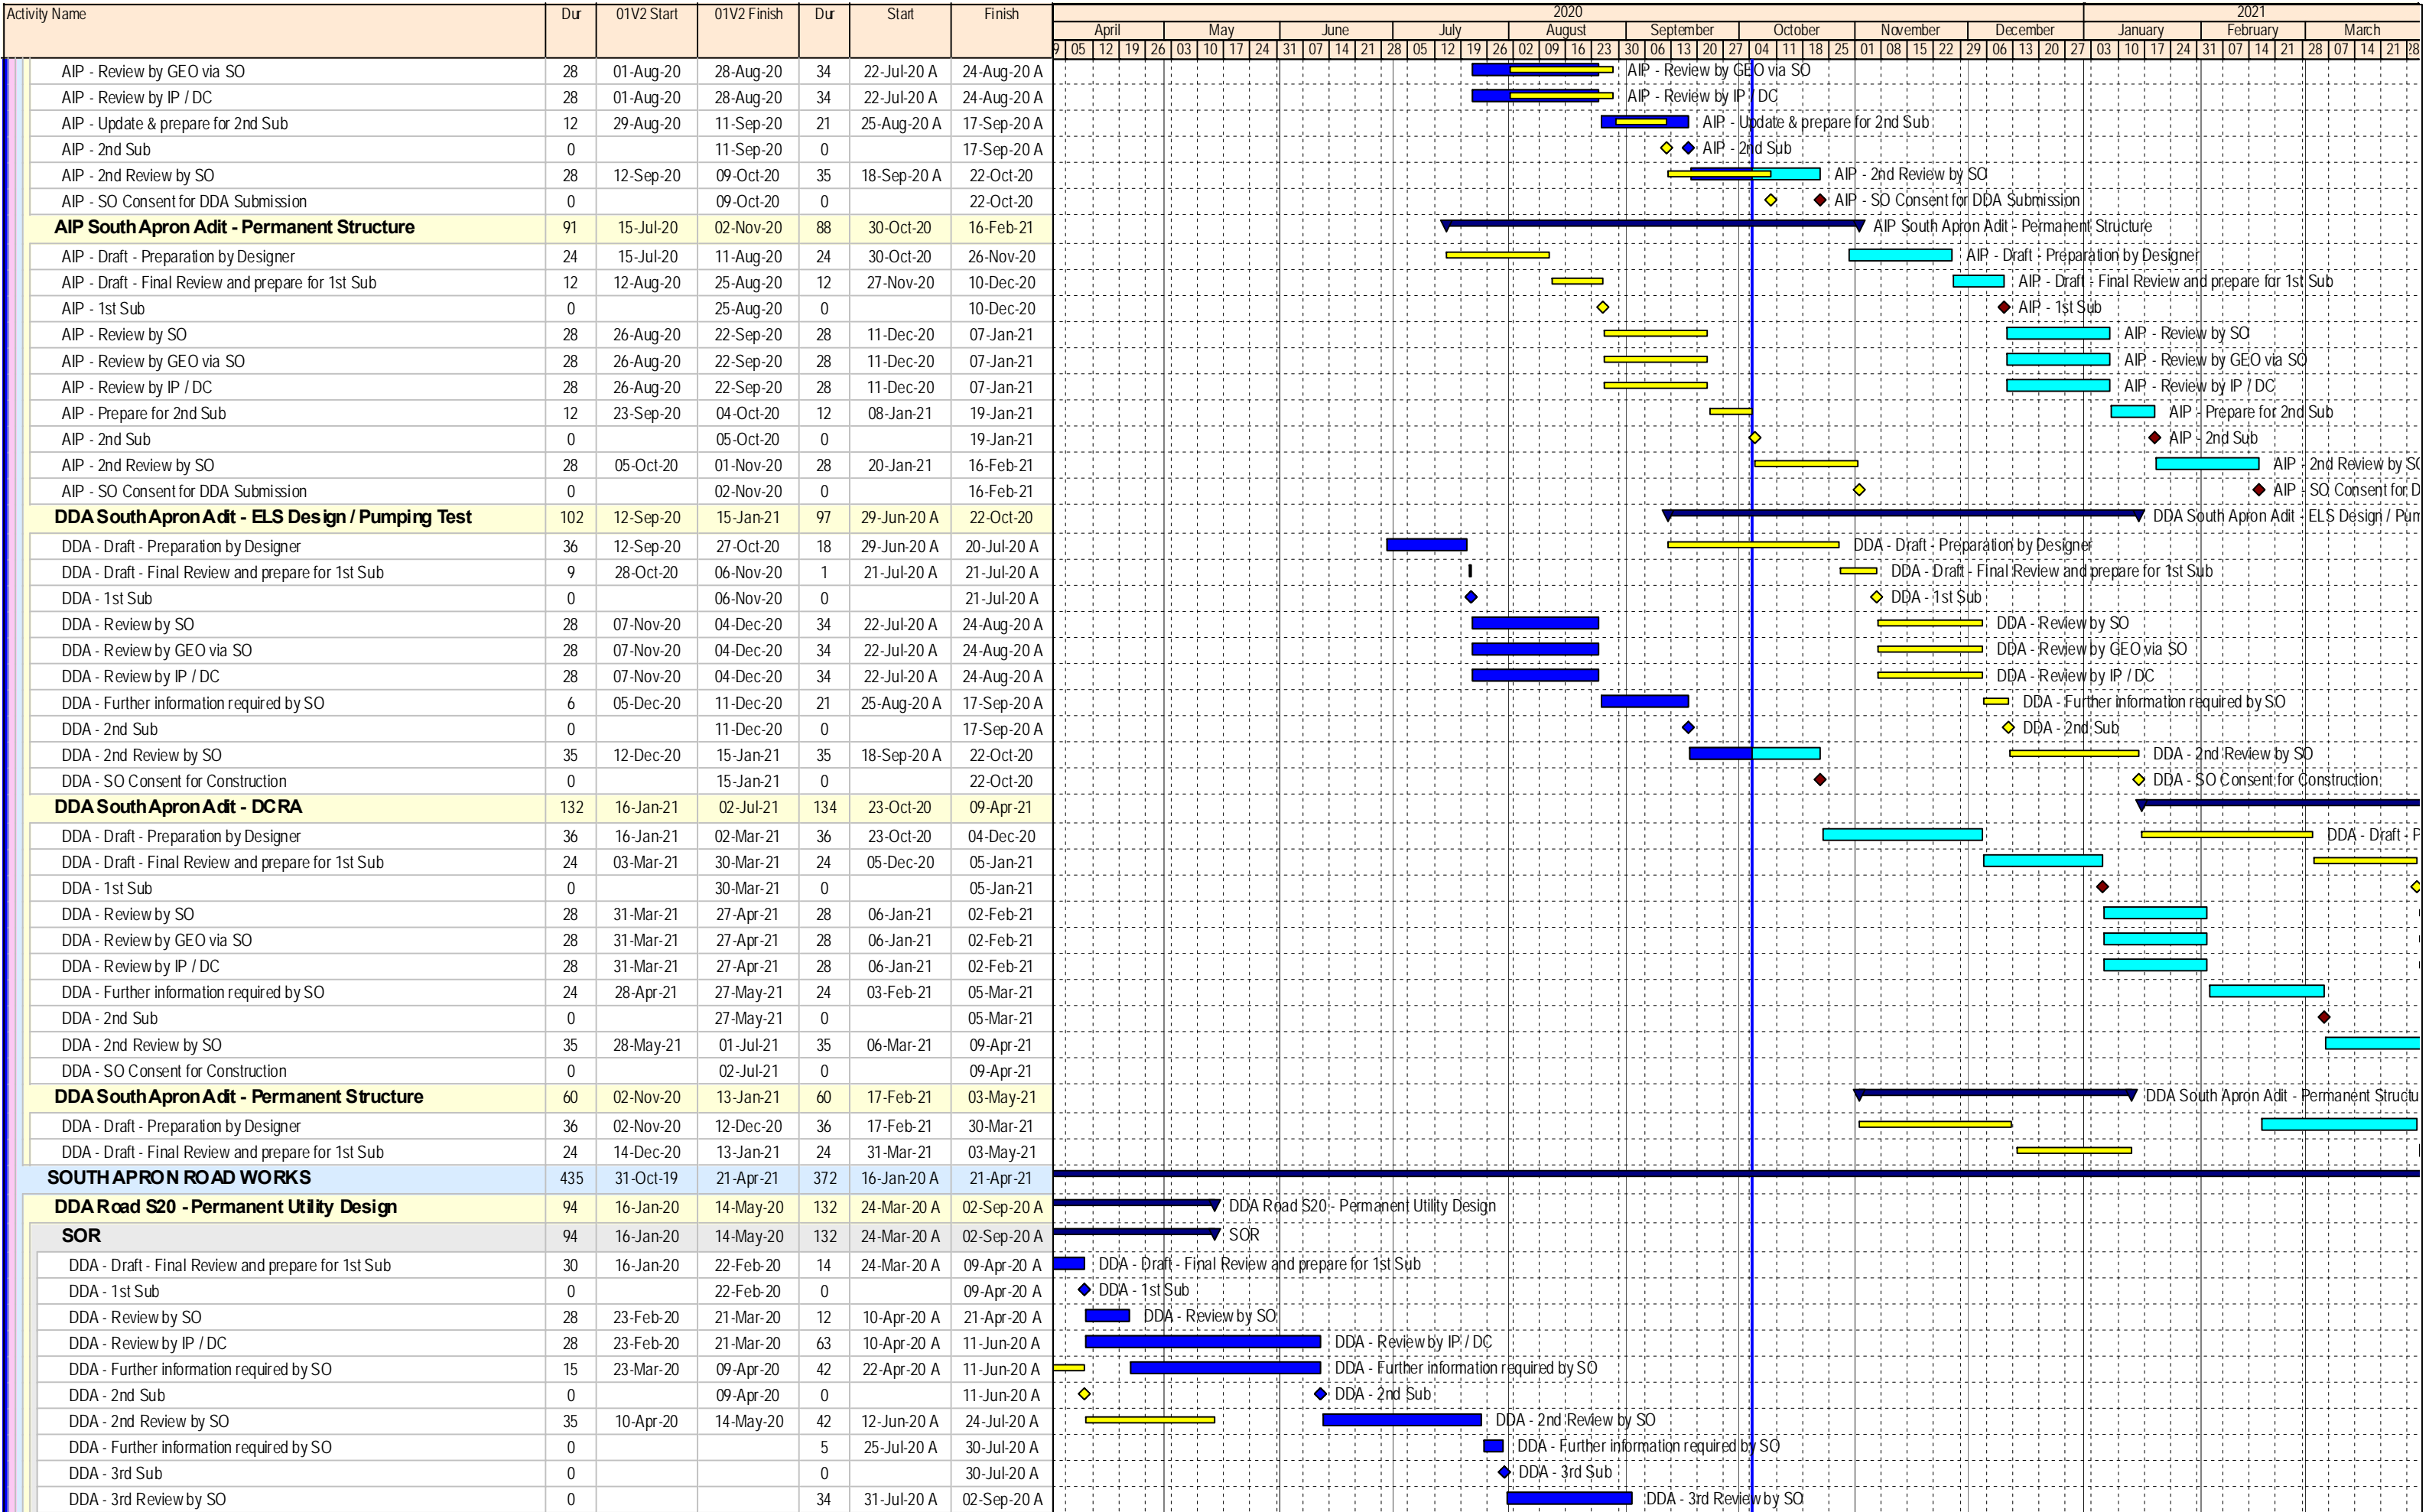 Activity Name Dur 01V2 Start 01V2 Finish Dur Start Finish
2020 2021
April May June July August September October November December January February March
9 05 12 19 26 03 10 17 24 31 07 14 21 28 05 12 19 26 02 09 16 23 30 06 13 20 27 04 11 18 25 01 08 15 22 29 06 13 20 27 03 10 17 24 31 07 14 21 28 07 14 21 28
AIP - Review by GEO via SO 28 01-Aug-20 28-Aug-20 34 22-Jul-20 A 24-Aug-20 A AIP - Review by GEO via SO
AIP - Review by IP / DC 28 01-Aug-20 28-Aug-20 34 22-Jul-20 A 24-Aug-20 A AIP - Review by IP / DC
AIP - Update & prepare for 2nd Sub 12 29-Aug-20 11-Sep-20 21 25-Aug-20 A 17-Sep-20 A AIP - Update & prepare for 2nd Sub
AIP - 2nd Sub 0 11-Sep-20 0 17-Sep-20 A AIP - 2nd Sub
AIP - 2nd Review by SO 28 12-Sep-20 09-Oct-20 35 18-Sep-20 A 22-Oct-20 AIP - 2nd Review by SO
AIP - SO Consent for DDA Submission 0 09-Oct-20 0 22-Oct-20 AIP - SO Consent for DDA Submission
AIP South Apron Adit - Permanent Structure 91 15-Jul-20 02-Nov-20 88 30-Oct-20 16-Feb-21 AIP South Apron Adit - Permanent Structure
AIP - Draft - Preparation by Designer 24 15-Jul-20 11-Aug-20 24 30-Oct-20 26-Nov-20 AIP - Draft - Preparation by Designer
AIP - Draft - Final Review and prepare for 1st Sub 12 12-Aug-20 25-Aug-20 12 27-Nov-20 10-Dec-20 AIP - Draft - Final Review and prepare for 1st Sub
AIP - 1st Sub 0 25-Aug-20 0 10-Dec-20 AIP - 1st Sub
AIP - Review by SO 28 26-Aug-20 22-Sep-20 28 11-Dec-20 07-Jan-21 AIP - Review by SO
AIP - Review by GEO via SO 28 26-Aug-20 22-Sep-20 28 11-Dec-20 07-Jan-21 AIP - Review by GEO via SO
AIP - Review by IP / DC 28 26-Aug-20 22-Sep-20 28 11-Dec-20 07-Jan-21 AIP - Review by IP / DC
AIP - Prepare for 2nd Sub 12 23-Sep-20 04-Oct-20 12 08-Jan-21 19-Jan-21 AIP - Prepare for 2nd Sub
AIP - 2nd Sub 0 05-Oct-20 0 19-Jan-21 AIP - 2nd Sub
AIP - 2nd Review by SO 28 05-Oct-20 01-Nov-20 28 20-Jan-21 16-Feb-21 AIP - 2nd Review by SO
AIP - SO Consent for DDA Submission 0 02-Nov-20 0 16-Feb-21 AIP - SO Consent for D
DDA South Apron Adit - ELS Design / Pumping Test 102 12-Sep-20 15-Jan-21 97 29-Jun-20 A 22-Oct-20 DDA South Apron Adit - ELS Design / Pum
DDA - Draft - Preparation by Designer 36 12-Sep-20 27-Oct-20 18 29-Jun-20 A 20-Jul-20 A DDA - Draft - Preparation by Designer
DDA - Draft - Final Review and prepare for 1st Sub 9 28-Oct-20 06-Nov-20 1 21-Jul-20 A 21-Jul-20 A DDA - Draft - Final Review and prepare for 1st Sub
DDA - 1st Sub 0 06-Nov-20 0 21-Jul-20 A DDA - 1st Sub
DDA - Review by SO 28 07-Nov-20 04-Dec-20 34 22-Jul-20 A 24-Aug-20 A DDA - Review by SO
DDA - Review by GEO via SO 28 07-Nov-20 04-Dec-20 34 22-Jul-20 A 24-Aug-20 A DDA - Review by GEO via SO
DDA - Review by IP / DC 28 07-Nov-20 04-Dec-20 34 22-Jul-20 A 24-Aug-20 A DDA - Review by IP / DC
DDA - Further information required by SO 6 05-Dec-20 11-Dec-20 21 25-Aug-20 A 17-Sep-20 A DDA - Further information required by SO
DDA - 2nd Sub 0 11-Dec-20 0 17-Sep-20 A DDA - 2nd Sub
DDA - 2nd Review by SO 35 12-Dec-20 15-Jan-21 35 18-Sep-20 A 22-Oct-20 DDA - 2nd Review by SO
DDA - SO Consent for Construction 0 15-Jan-21 0 22-Oct-20 DDA - SO Consent for Construction
DDA South Apron Adit - DCRA 132 16-Jan-21 02-Jul-21 134 23-Oct-20 09-Apr-21
DDA - Draft - Preparation by Designer 36 16-Jan-21 02-Mar-21 36 23-Oct-20 04-Dec-20 DDA - Draft - P
DDA - Draft - Final Review and prepare for 1st Sub 24 03-Mar-21 30-Mar-21 24 05-Dec-20 05-Jan-21
DDA - 1st Sub 0 30-Mar-21 0 05-Jan-21
DDA - Review by SO 28 31-Mar-21 27-Apr-21 28 06-Jan-21 02-Feb-21
DDA - Review by GEO via SO 28 31-Mar-21 27-Apr-21 28 06-Jan-21 02-Feb-21
DDA - Review by IP / DC 28 31-Mar-21 27-Apr-21 28 06-Jan-21 02-Feb-21
DDA - Further information required by SO 24 28-Apr-21 27-May-21 24 03-Feb-21 05-Mar-21
DDA - 2nd Sub 0 27-May-21 0 05-Mar-21
DDA - 2nd Review by SO 35 28-May-21 01-Jul-21 35 06-Mar-21 09-Apr-21
DDA - SO Consent for Construction 0 02-Jul-21 0 09-Apr-21
DDA South Apron Adit - Permanent Structure 60 02-Nov-20 13-Jan-21 60 17-Feb-21 03-May-21 DDA South Apron Adit - Permanent Structu
DDA - Draft - Preparation by Designer 36 02-Nov-20 12-Dec-20 36 17-Feb-21 30-Mar-21
DDA - Draft - Final Review and prepare for 1st Sub 24 14-Dec-20 13-Jan-21 24 31-Mar-21 03-May-21
SOUTH APRON ROAD WORKS 435 31-Oct-19 21-Apr-21 372 16-Jan-20 A 21-Apr-21
DDA Road S20 - Permanent Utility Design 94 16-Jan-20 14-May-20 132 24-Mar-20 A 02-Sep-20 A DDA Road S20 - Permanent Utility Design
SOR 94 16-Jan-20 14-May-20 132 24-Mar-20 A 02-Sep-20 A SOR
DDA - Draft - Final Review and prepare for 1st Sub 30 16-Jan-20 22-Feb-20 14 24-Mar-20 A 09-Apr-20 A DDA - Draft - Final Review and prepare for 1st Sub
DDA - 1st Sub 0 22-Feb-20 0 09-Apr-20 A DDA - 1st Sub
DDA - Review by SO 28 23-Feb-20 21-Mar-20 12 10-Apr-20 A 21-Apr-20 A DDA - Review by SO
DDA - Review by IP / DC 28 23-Feb-20 21-Mar-20 63 10-Apr-20 A 11-Jun-20 A DDA - Review by IP / DC
DDA - Further information required by SO 15 23-Mar-20 09-Apr-20 42 22-Apr-20 A 11-Jun-20 A DDA - Further information required by SO
DDA - 2nd Sub 0 09-Apr-20 0 11-Jun-20 A DDA - 2nd Sub
DDA - 2nd Review by SO 35 10-Apr-20 14-May-20 42 12-Jun-20 A 24-Jul-20 A DDA - 2nd Review by SO
DDA - Further information required by SO 0 5 25-Jul-20 A 30-Jul-20 A DDA - Further information required by SO
DDA - 3rd Sub 0 0 30-Jul-20 A DDA - 3rd Sub
DDA - 3rd Review by SO 0 34 31-Jul-20 A 02-Sep-20 A DDA - 3rd Review by SO